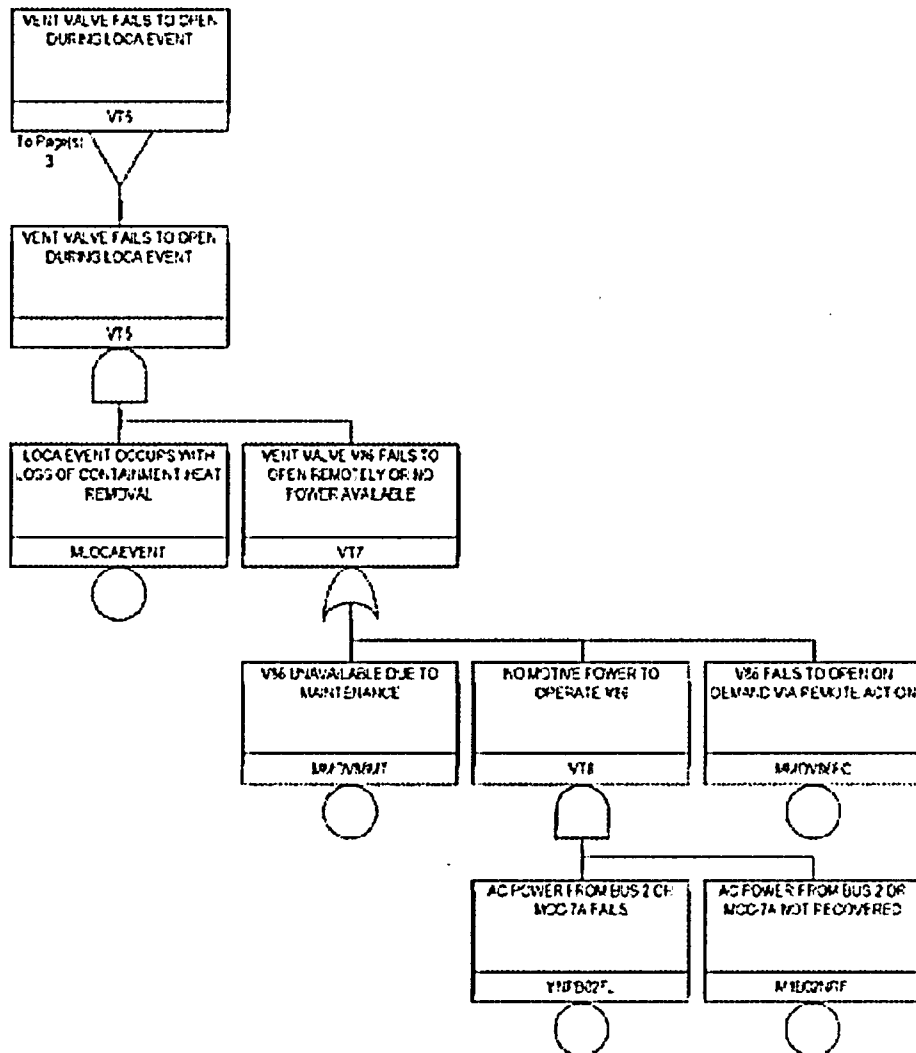 VENT VALVE FAILS TO OPEN
DURING LOCA EVENT
VT5
To Page(s)
3
VENT VALVE FAILS TO OPEN
DURING LOCA EVENT
VT5
LOCA EVENT OCCURS WITH
LOSS OF CONTAINMENT HEAT
REMOVAL
MLOCAEVENT
VENT VALVE V86 FAILS TO
OPEN REMOTELY OR NO
POWER AVAILABLE
VT7
V86 UNAVAILABLE DUE TO
MAINTENANCE
NO MOTIVE POWER TO
OPERATE V86
VT8
V86 FAILS TO OPEN ON
DEMAND VIA REMOTE ACTION
AC POWER FROM BUS 2 OR
MCC-7A FAILS
AC POWER FROM BUS 2 OR
MCC-7A NOT RECOVERED